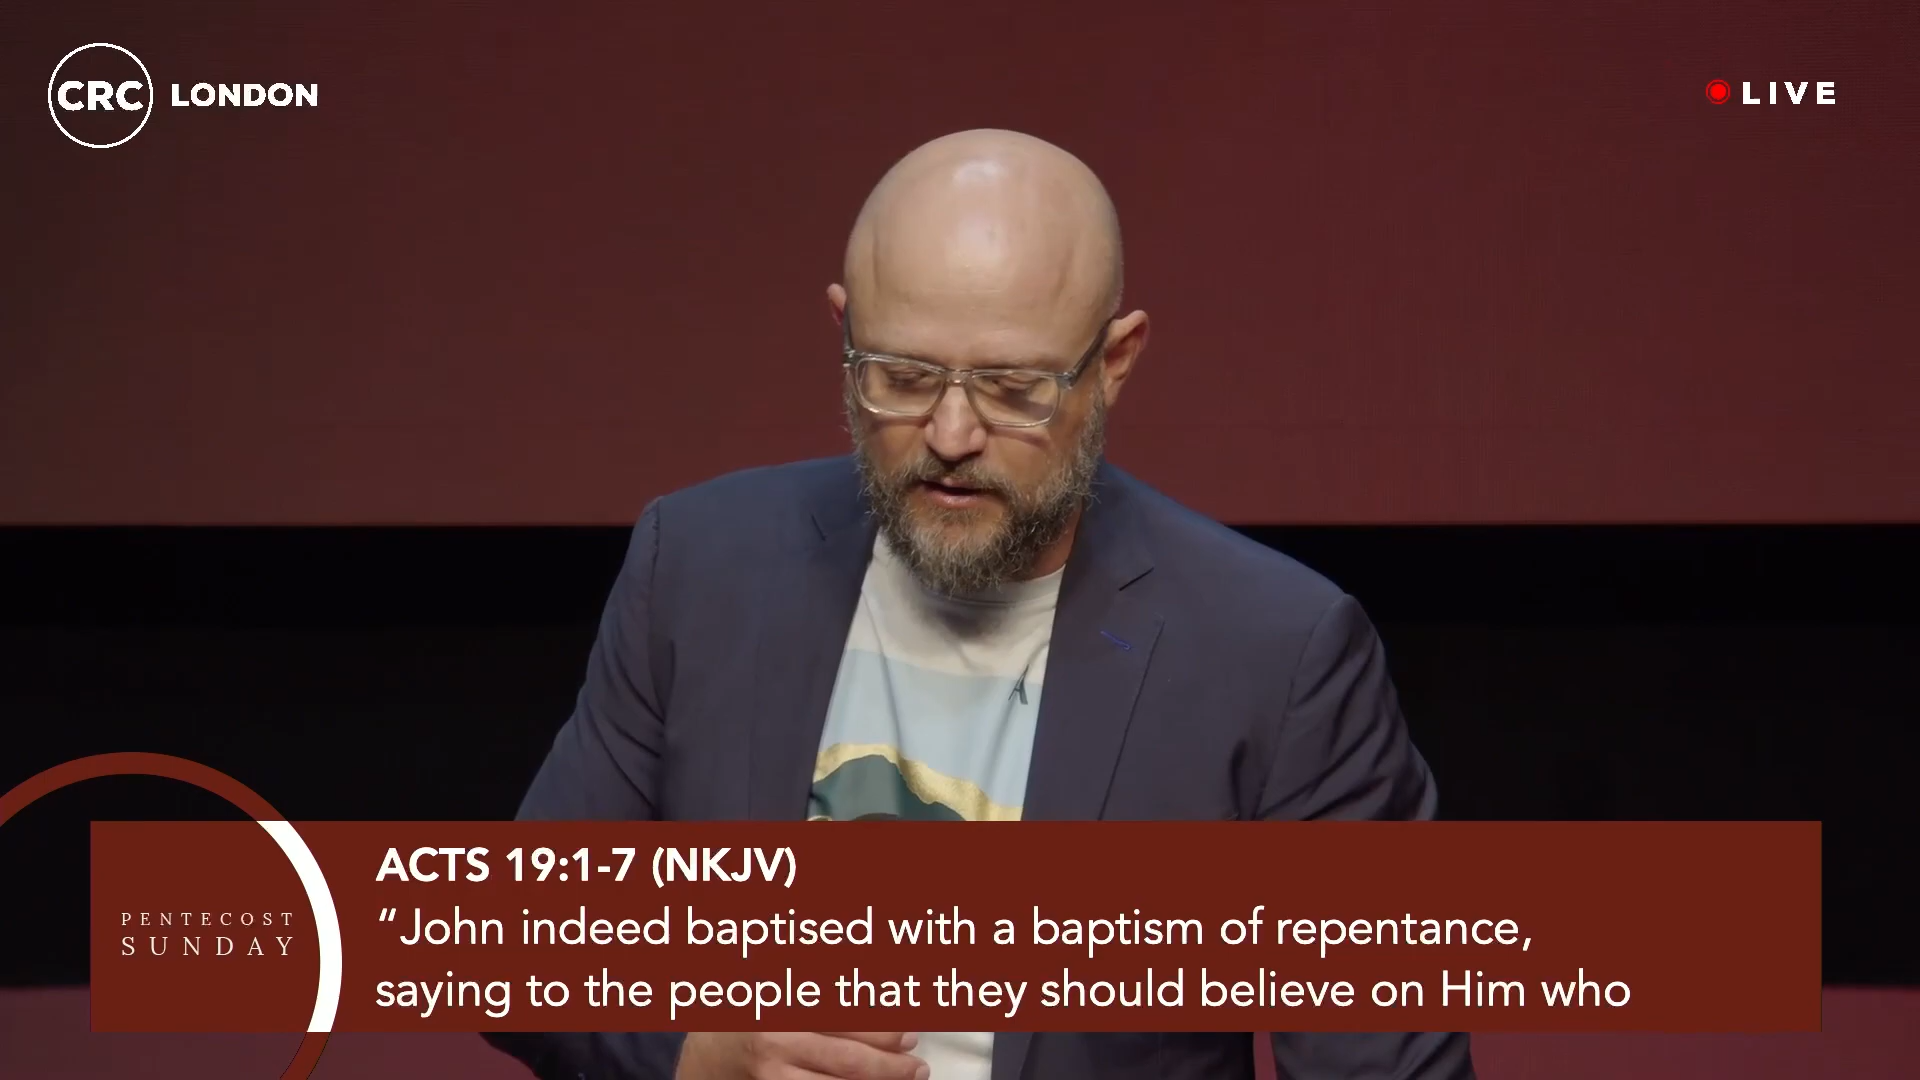 CRC LONDON
LIVE
ACTS 19:1-7 (NKJV)
“John indeed baptised with a baptism of repentance,
saying to the people that they should believe on Him who
PENTECOST
SUNDAY